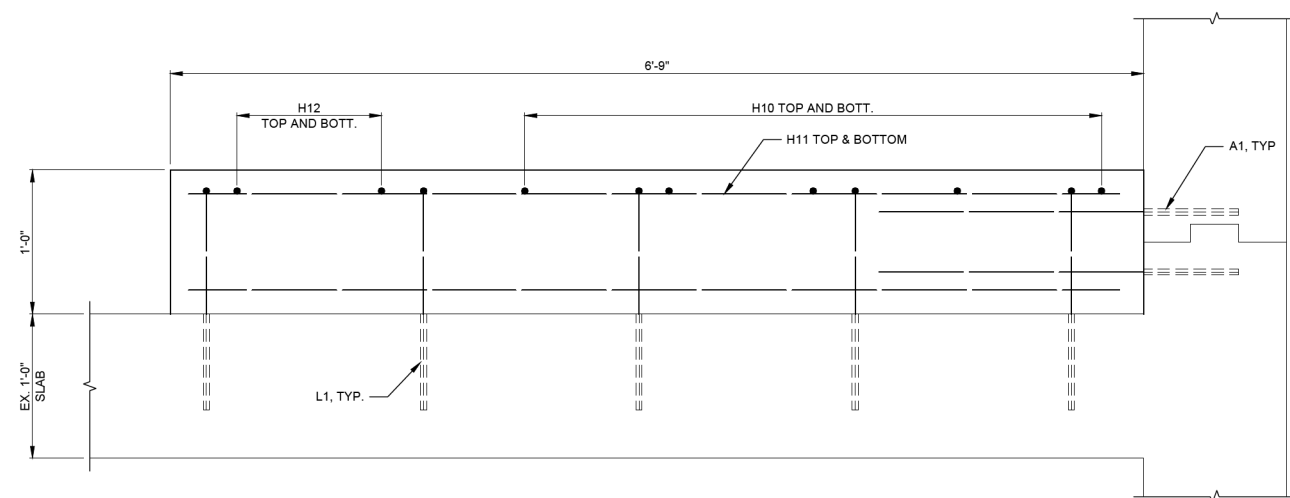 6'-9"
H12
TOP AND BOTT.
H10 TOP AND BOTT.
H11 TOP & BOTTOM
A1, TYP
1'-0"
EX. 1'-0"
SLAB
L1, TYP.